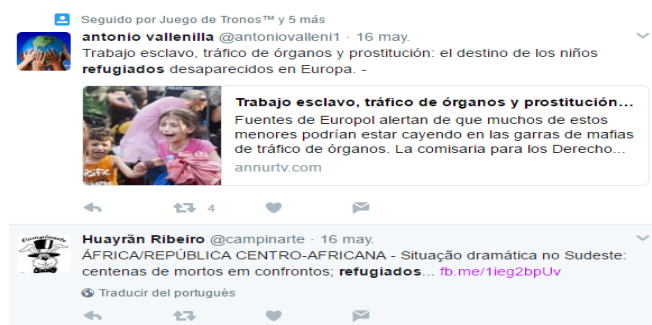 Seguido por Juego de Tronos™ y 5 más
antonio vallenilla @antoniovalleni1 · 16 may.
Trabajo esclavo, tráfico de órganos y prostitución: el destino de los niños
refugiados desaparecidos en Europa. -
Trabajo esclavo, tráfico de órganos y prostitución...
Fuentes de Europol alertan de que muchos de estos
menores podrían estar cayendo en las garras de mafias
de tráfico de órganos. La comisaria para los Derecho...
annurtv.com
4
Campinarte
Huayrãn Ribeiro @campinarte · 16 may.
ÁFRICA/REPÚBLICA CENTRO-AFRICANA - Situação dramática no Sudeste:
centenas de mortos em confrontos; refugiados... fb.me/1ieg2bpUv
Traducir del portugués